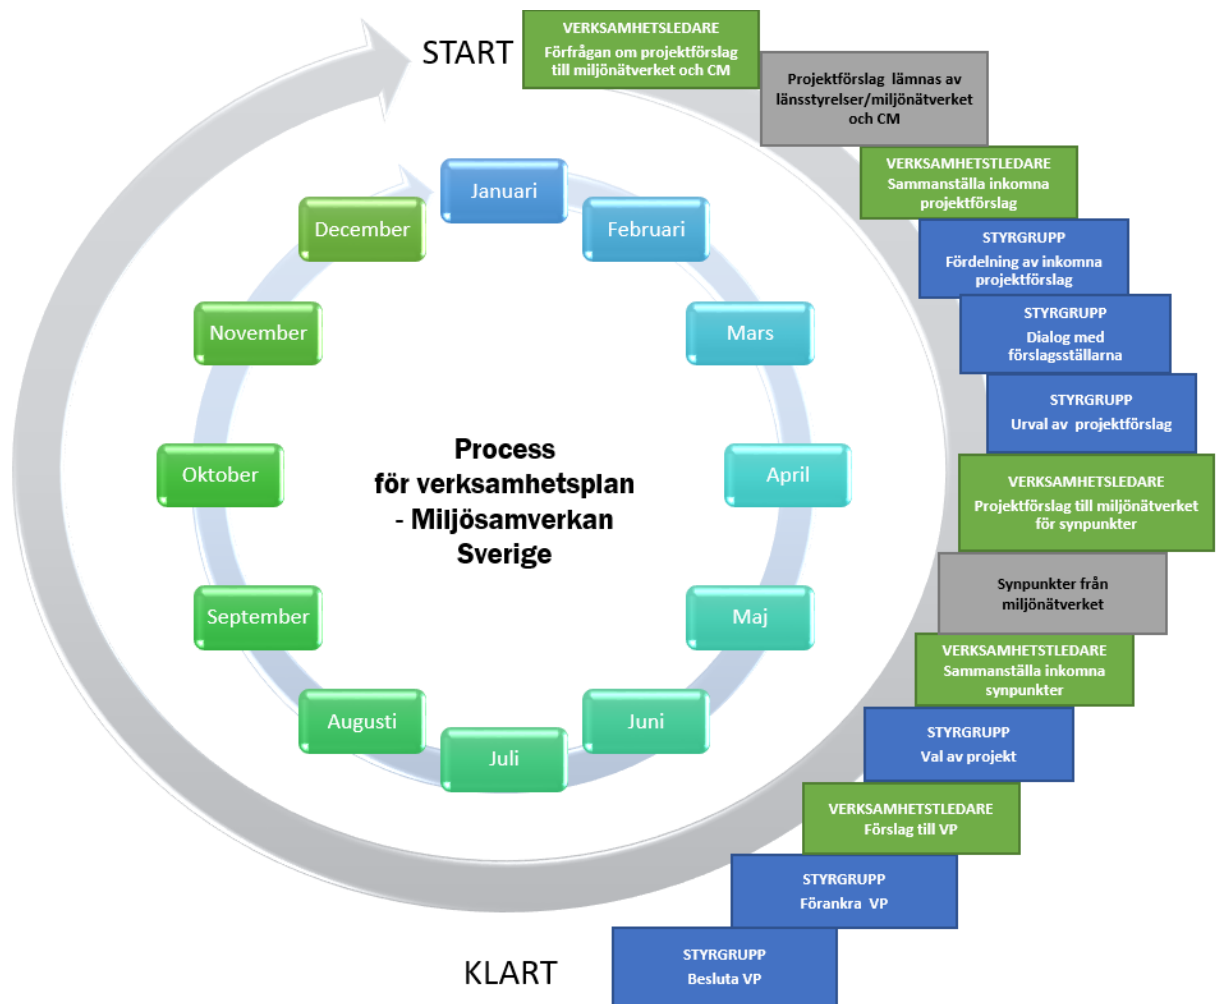 START
VERKSAMHETSLEDARE
Förfrågan om projektförslag
till miljönätverket och CM
Projektförslag lämnas av
länsstyrelser/miljönätverket
och CM
VERKSAMHETSTLEDARE
Sammanställa inkomna
projektförslag
STYRGRUPP
Fördelning av inkomna
projektförslag
STYRGRUPP
Dialog med
förslagsställarna
STYRGRUPP
Urval av projektförslag
VERKSAMHETSLEDARE
Projektförslag till miljönätverket
för synpunkter
Synpunkter från
miljönätverket
VERKSAMHETSTLEDARE
Sammanställa inkomna
synpunkter
STYRGRUPP
Val av projekt
VERKSAMHETSTLEDARE
Förslag till VP
STYRGRUPP
Förankra VP
STYRGRUPP
Besluta VP
KLART
Januari
Februari
Mars
April
Maj
Juni
Juli
Augusti
September
Oktober
November
December
Process
för verksamhetsplan
- Miljösamverkan
Sverige